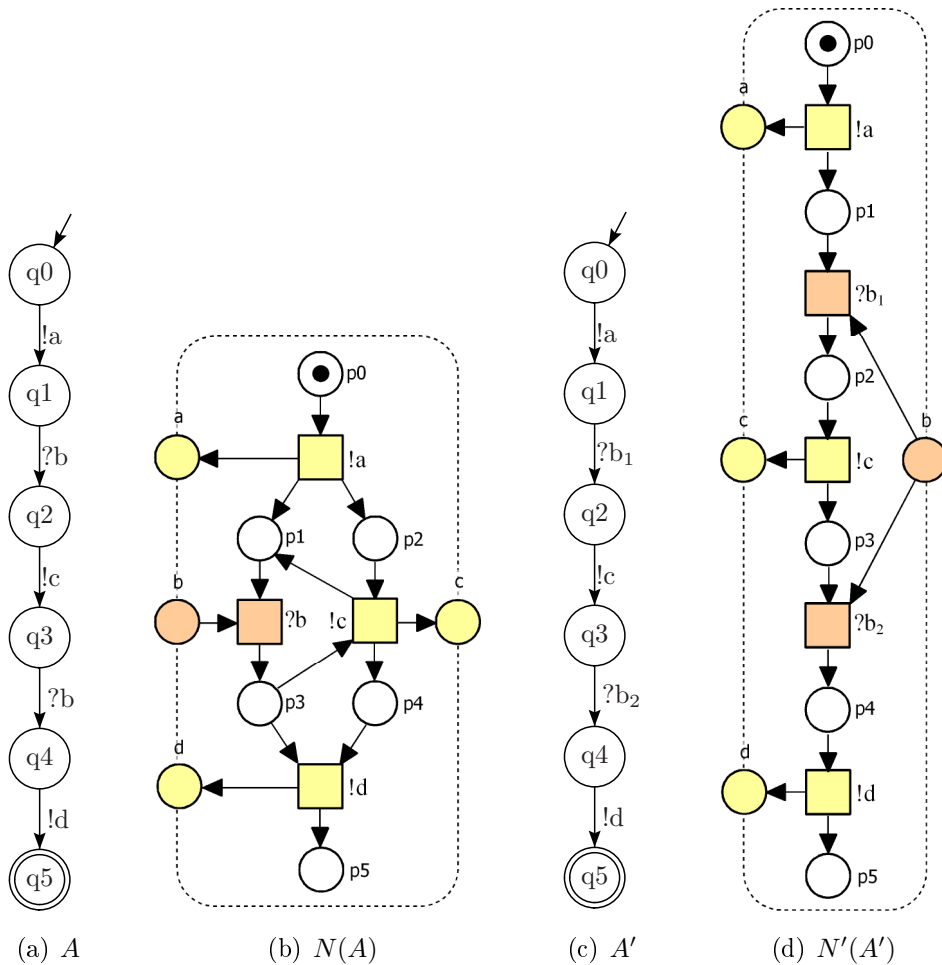 q0
!a
q1
?b
q2
!c
q3
?b
q4
!d
q5
(a) A
p0
a
!a
p1
p2
b
c
?b
!c
p3
p4
d
!d
p5
(b) N(A)
q0
!a
q1
?b₁
q2
!c
q3
?b₂
q4
!d
q5
(c) A′
p0
a
!a
p1
?b₁
p2
c
b
!c
p3
?b₂
p4
d
!d
p5
(d) N′(A′)